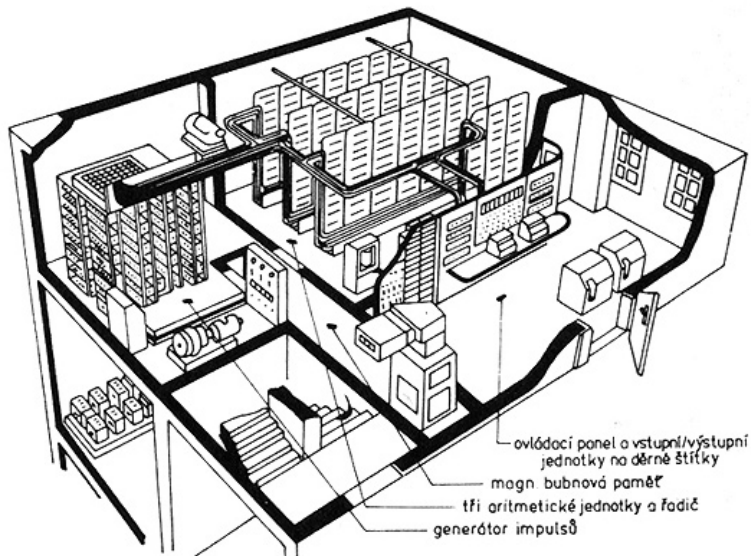 ovládací panel a vstupní/výstupní
jednotky na děrné štítky
magn. bubnová paměť
tři aritmetické jednotky a řadič
generátor impulsů